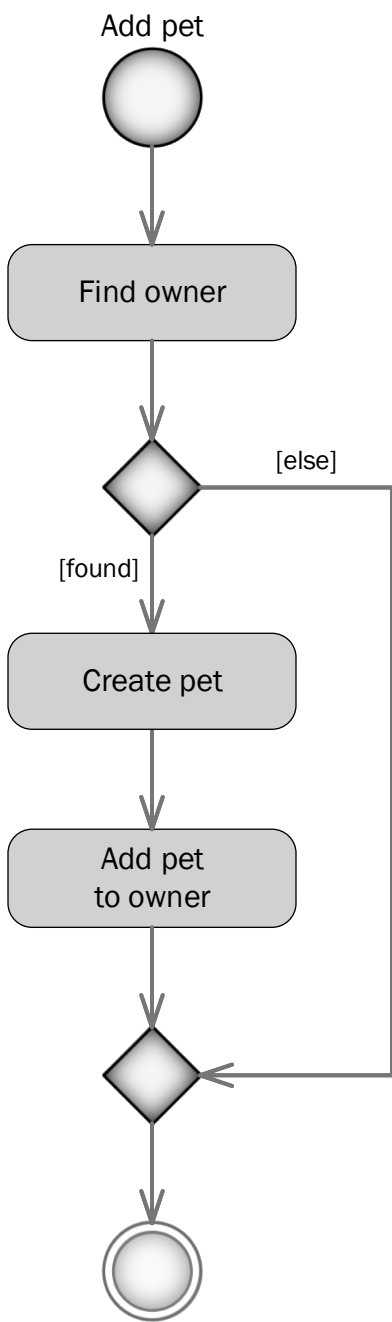 Add pet
Find owner
[else]
[found]
Create pet
Add pet
to owner